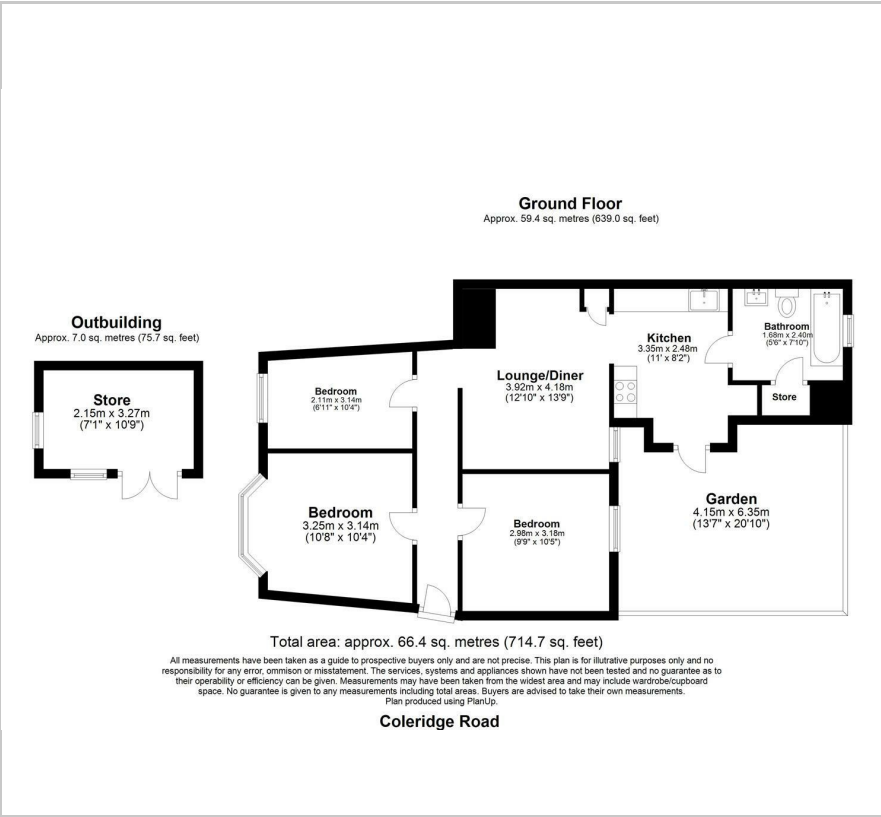 Ground Floor
Approx. 59.4 sq. metres (639.0 sq. feet)
Outbuilding
Approx. 7.0 sq. metres (75.7 sq. feet)
Store
2.15m x 3.27m
(7'1" x 10'9")
Bedroom
2.11m x 3.14m
(6'11" x 10'4")
Lounge/Diner
3.92m x 4.18m
(12'10" x 13'9")
Kitchen
3.35m x 2.48m
(11' x 8'2")
Bathroom
1.68m x 2.40m
(5'6" x 7'10")
Store
Bedroom
3.25m x 3.14m
(10'8" x 10'4")
Bedroom
2.98m x 3.18m
(9'9" x 10'5")
Garden
4.15m x 6.35m
(13'7" x 20'10")
Total area: approx. 66.4 sq. metres (714.7 sq. feet)
All measurements have been taken as a guide to prospective buyers only and are not precise. This plan is for illutrative purposes only and no
responsibility for any error, ommison or misstatement. The services, systems and appliances shown have not been tested and no guarantee as to
their operability or efficiency can be given. Measurements may have been taken from the widest area and may include wardrobe/cupboard
space. No guarantee is given to any measurements including total areas. Buyers are advised to take their own measurements.
Plan produced using PlanUp.
Coleridge Road